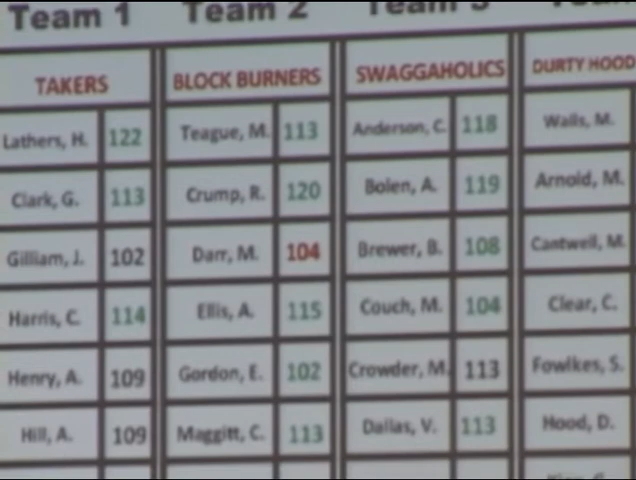 Team 1 Team 2 Team 3
TAKERS BLOCK BURNERS SWAGGAHOLICS DURTY HOOD
Lathers, H. 122 Teague, M. 113 Anderson, C. 118 Walls, M.
Clark, G. 113 Crump, R. 120 Bolen, A. 119 Arnold, M.
Gilliam, J. 102 Darr, M. 104 Brewer, B. 108 Cantwell, M.
Harris, C. 114 Ellis, A. 115 Couch, M. 104 Clear, C.
Henry, A. 109 Gordon, E. 102 Crowder, M. 113 Fowlkes, S.
Hill, A. 109 Maggitt, C. 113 Dallas, V. 113 Hood, D.